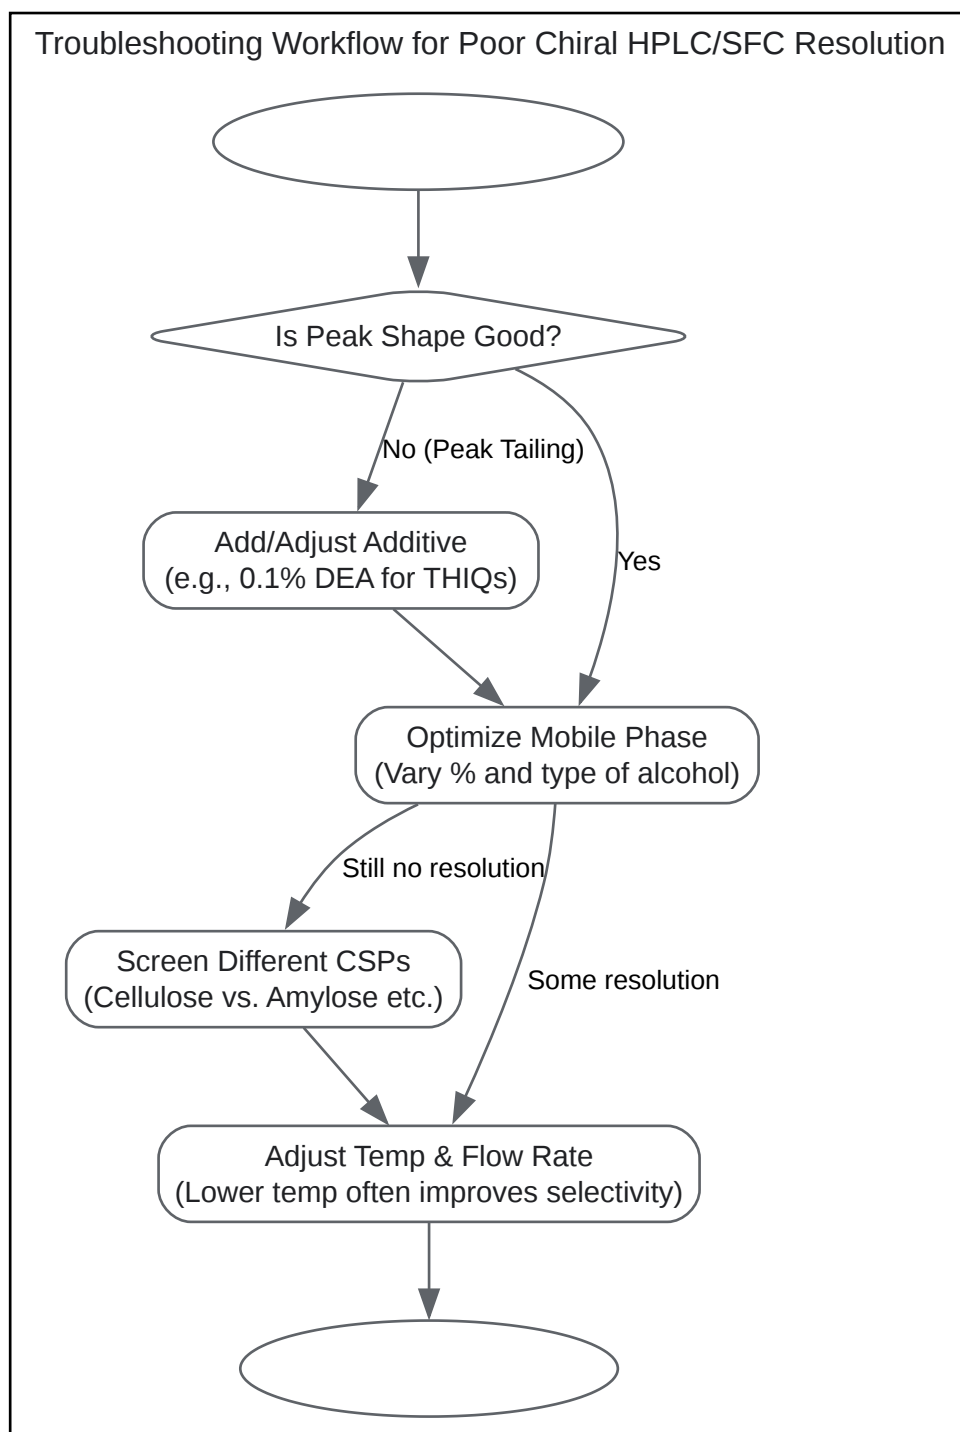 Troubleshooting Workflow for Poor Chiral HPLC/SFC Resolution
Is Peak Shape Good?
No (Peak Tailing)
Add/Adjust Additive
(e.g., 0.1% DEA for THIQs)
Yes
Optimize Mobile Phase
(Vary % and type of alcohol)
Still no resolution
Screen Different CSPs
(Cellulose vs. Amylose etc.)
Some resolution
Adjust Temp & Flow Rate
(Lower temp often improves selectivity)